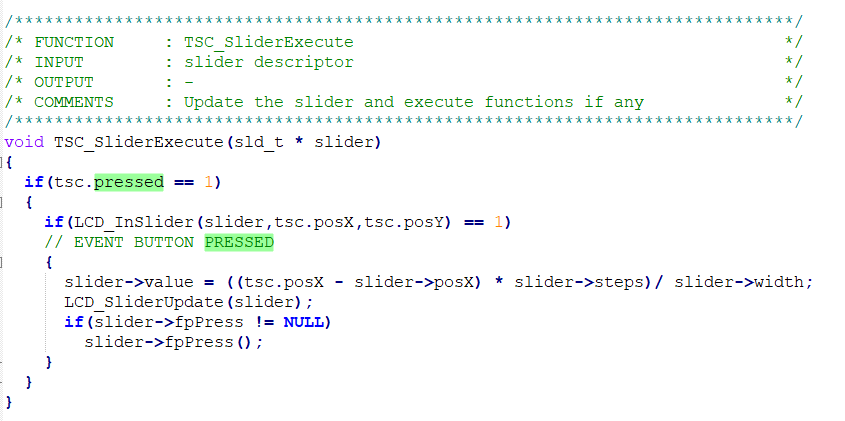 /******************************************************************************/
/* FUNCTION     : TSC_SliderExecute                                           */
/* INPUT        : slider descriptor                                           */
/* OUTPUT       : -                                                           */
/* COMMENTS     : Update the slider and execute functions if any              */
/******************************************************************************/
void TSC_SliderExecute(sld_t * slider)
{
  if(tsc.pressed == 1)
  {
    if(LCD_InSlider(slider,tsc.posX,tsc.posY) == 1)
    // EVENT BUTTON PRESSED
    {
      slider->value = ((tsc.posX - slider->posX) * slider->steps)/ slider->width;
      LCD_SliderUpdate(slider);
      if(slider->fpPress != NULL)
        slider->fpPress();
    }
  }
}